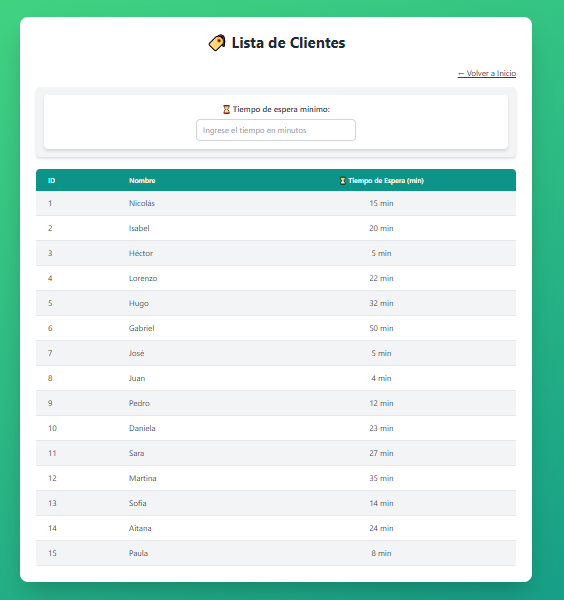 Lista de Clientes
← Volver a Inicio
⏳ Tiempo de espera mínimo:
Ingrese el tiempo en minutos
ID Nombre ⏳ Tiempo de Espera (min)
1 Nicolás 15 min
2 Isabel 20 min
3 Héctor 5 min
4 Lorenzo 22 min
5 Hugo 32 min
6 Gabriel 50 min
7 José 5 min
8 Juan 4 min
9 Pedro 12 min
10 Daniela 23 min
11 Sara 27 min
12 Martina 35 min
13 Sofía 14 min
14 Aitana 24 min
15 Paula 8 min